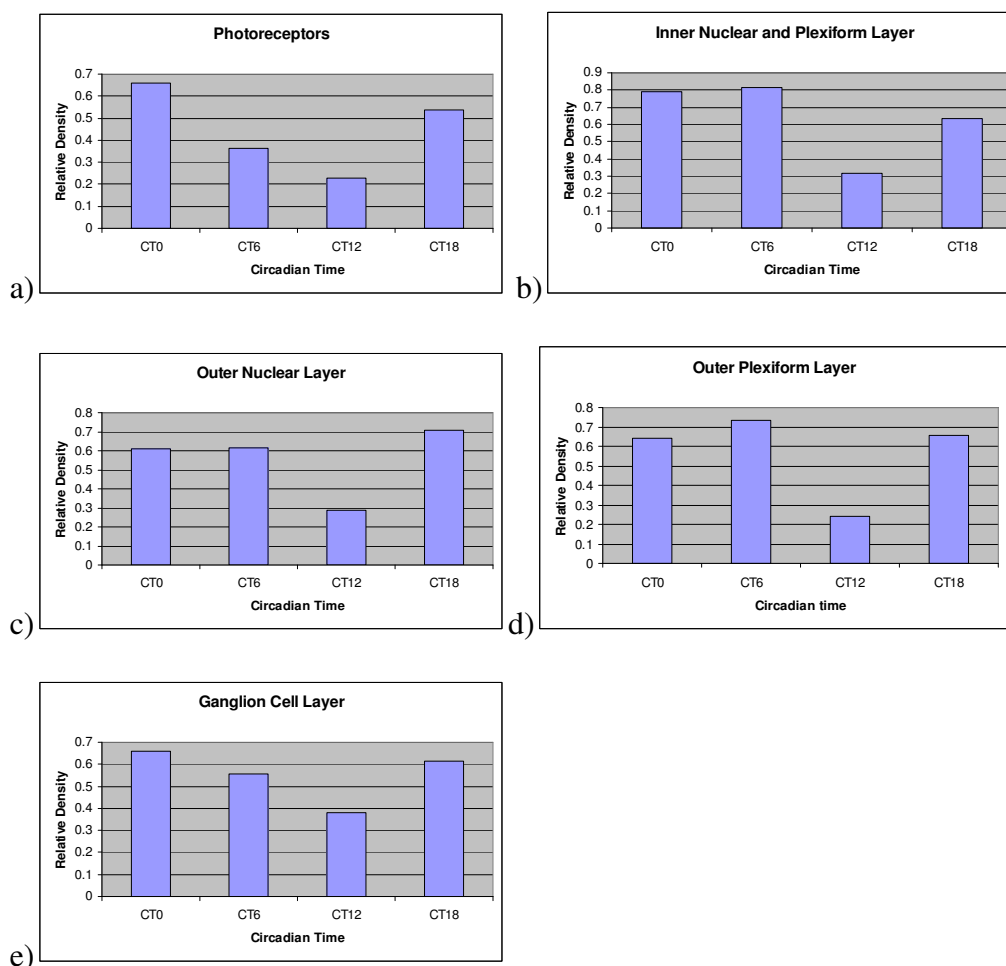 Photoreceptors
0.7
0.6
0.5
0.4
0.3
0.2
0.1
0
Relative Density
CT0 CT6 CT12 CT18
Circadian Time
a)
Inner Nuclear and Plexiform Layer
0.9
0.8
0.7
0.6
0.5
0.4
0.3
0.2
0.1
0
Relative Density
CT0 CT6 CT12 CT18
Circadian Time
b)
Outer Nuclear Layer
0.8
0.7
0.6
0.5
0.4
0.3
0.2
0.1
0
Relative Density
CT0 CT6 CT12 CT18
Circadian Time
c)
Outer Plexiform Layer
0.8
0.7
0.6
0.5
0.4
0.3
0.2
0.1
0
Relative Density
CT0 CT6 CT12 CT18
Circadian time
d)
Ganglion Cell Layer
0.7
0.6
0.5
0.4
0.3
0.2
0.1
0
Relative Density
CT0 CT6 CT12 CT18
Circadian Time
e)